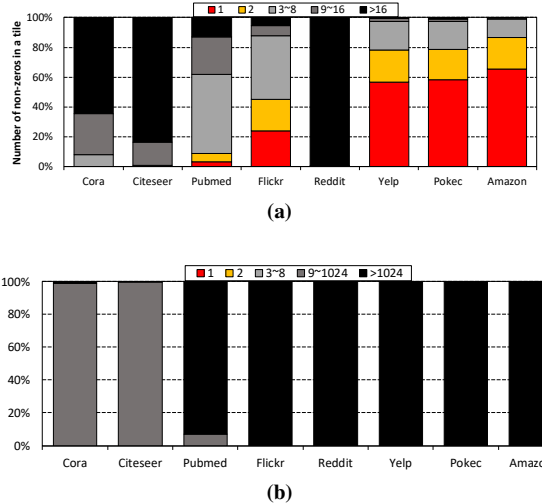 1 2 3~8 9~16 >16
Number of non-zeros in a tile
100%
80%
60%
40%
20%
0%
Cora Citeseer Pubmed Flickr Reddit Yelp Pokec Amazon
(a)
1 2 3~8 9~1024 >1024
100%
80%
60%
40%
20%
0%
Cora Citeseer Pubmed Flickr Reddit Yelp Pokec Amazo
(b)